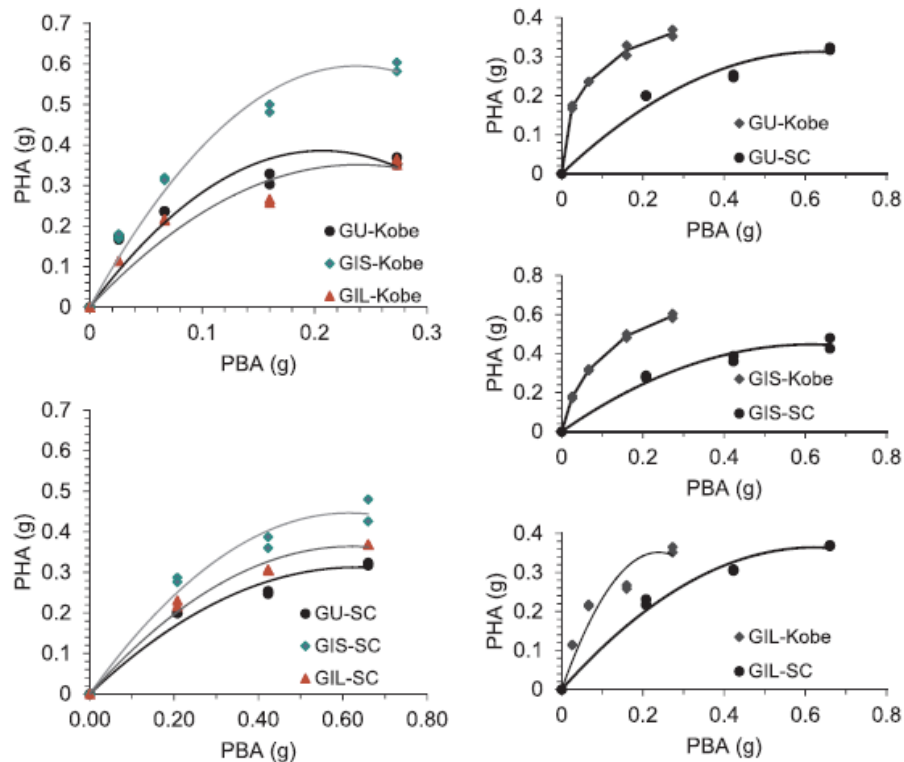 0.7
0.6
0.5
0.4
0.3
0.2
0.1
0
PHA (g)
GU-Kobe
GIS-Kobe
GIL-Kobe
0 0.1 0.2 0.3
PBA (g)
0.7
0.6
0.5
0.4
0.3
0.2
0.1
0
PHA (g)
GU-SC
GIS-SC
GIL-SC
0.00 0.20 0.40 0.60 0.80
PBA (g)
0.4
0.3
0.2
0.1
0
PHA (g)
GU-Kobe
GU-SC
0 0.2 0.4 0.6 0.8
PBA (g)
0.8
0.6
0.4
0.2
0
PHA (g)
GIS-Kobe
GIS-SC
0 0.2 0.4 0.6 0.8
PBA (g)
0.4
0.3
0.2
0.1
0
PHA (g)
GIL-Kobe
GIL-SC
0 0.2 0.4 0.6 0.8
PBA (g)